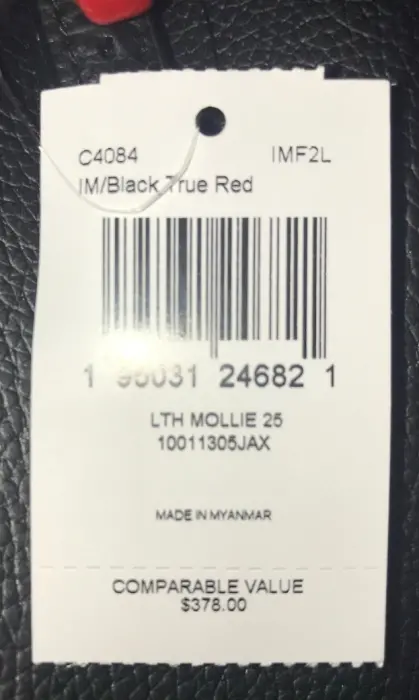 C4084 IMF2L
IM/Black True Red
1 95031 24682 1
LTH MOLLIE 25
10011305JAX
MADE IN MYANMAR
COMPARABLE VALUE
$378.00